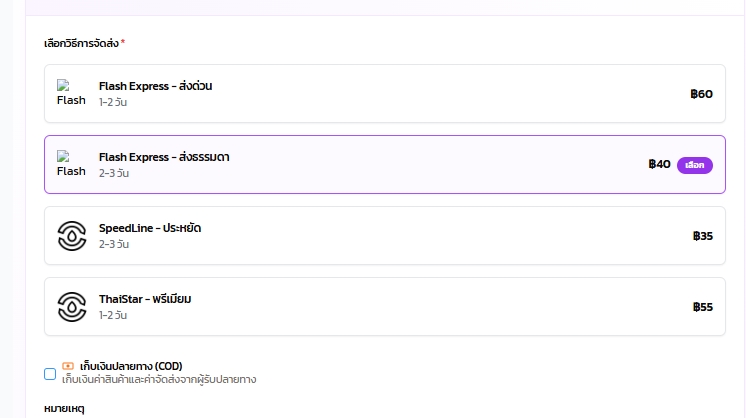 เลือกวิธีการจัดส่ง *
Flash
Flash Express - ส่งด่วน
1-2 วัน
฿60
Flash
Flash Express - ส่งธรรมดา
2-3 วัน
฿40
เลือก
SpeedLine - ประหยัด
2-3 วัน
฿35
ThaiStar - พรีเมียม
1-2 วัน
฿55
เก็บเงินปลายทาง (COD)
เก็บเงินค่าสินค้าและค่าจัดส่งจากผู้รับปลายทาง
หมายเหตุ